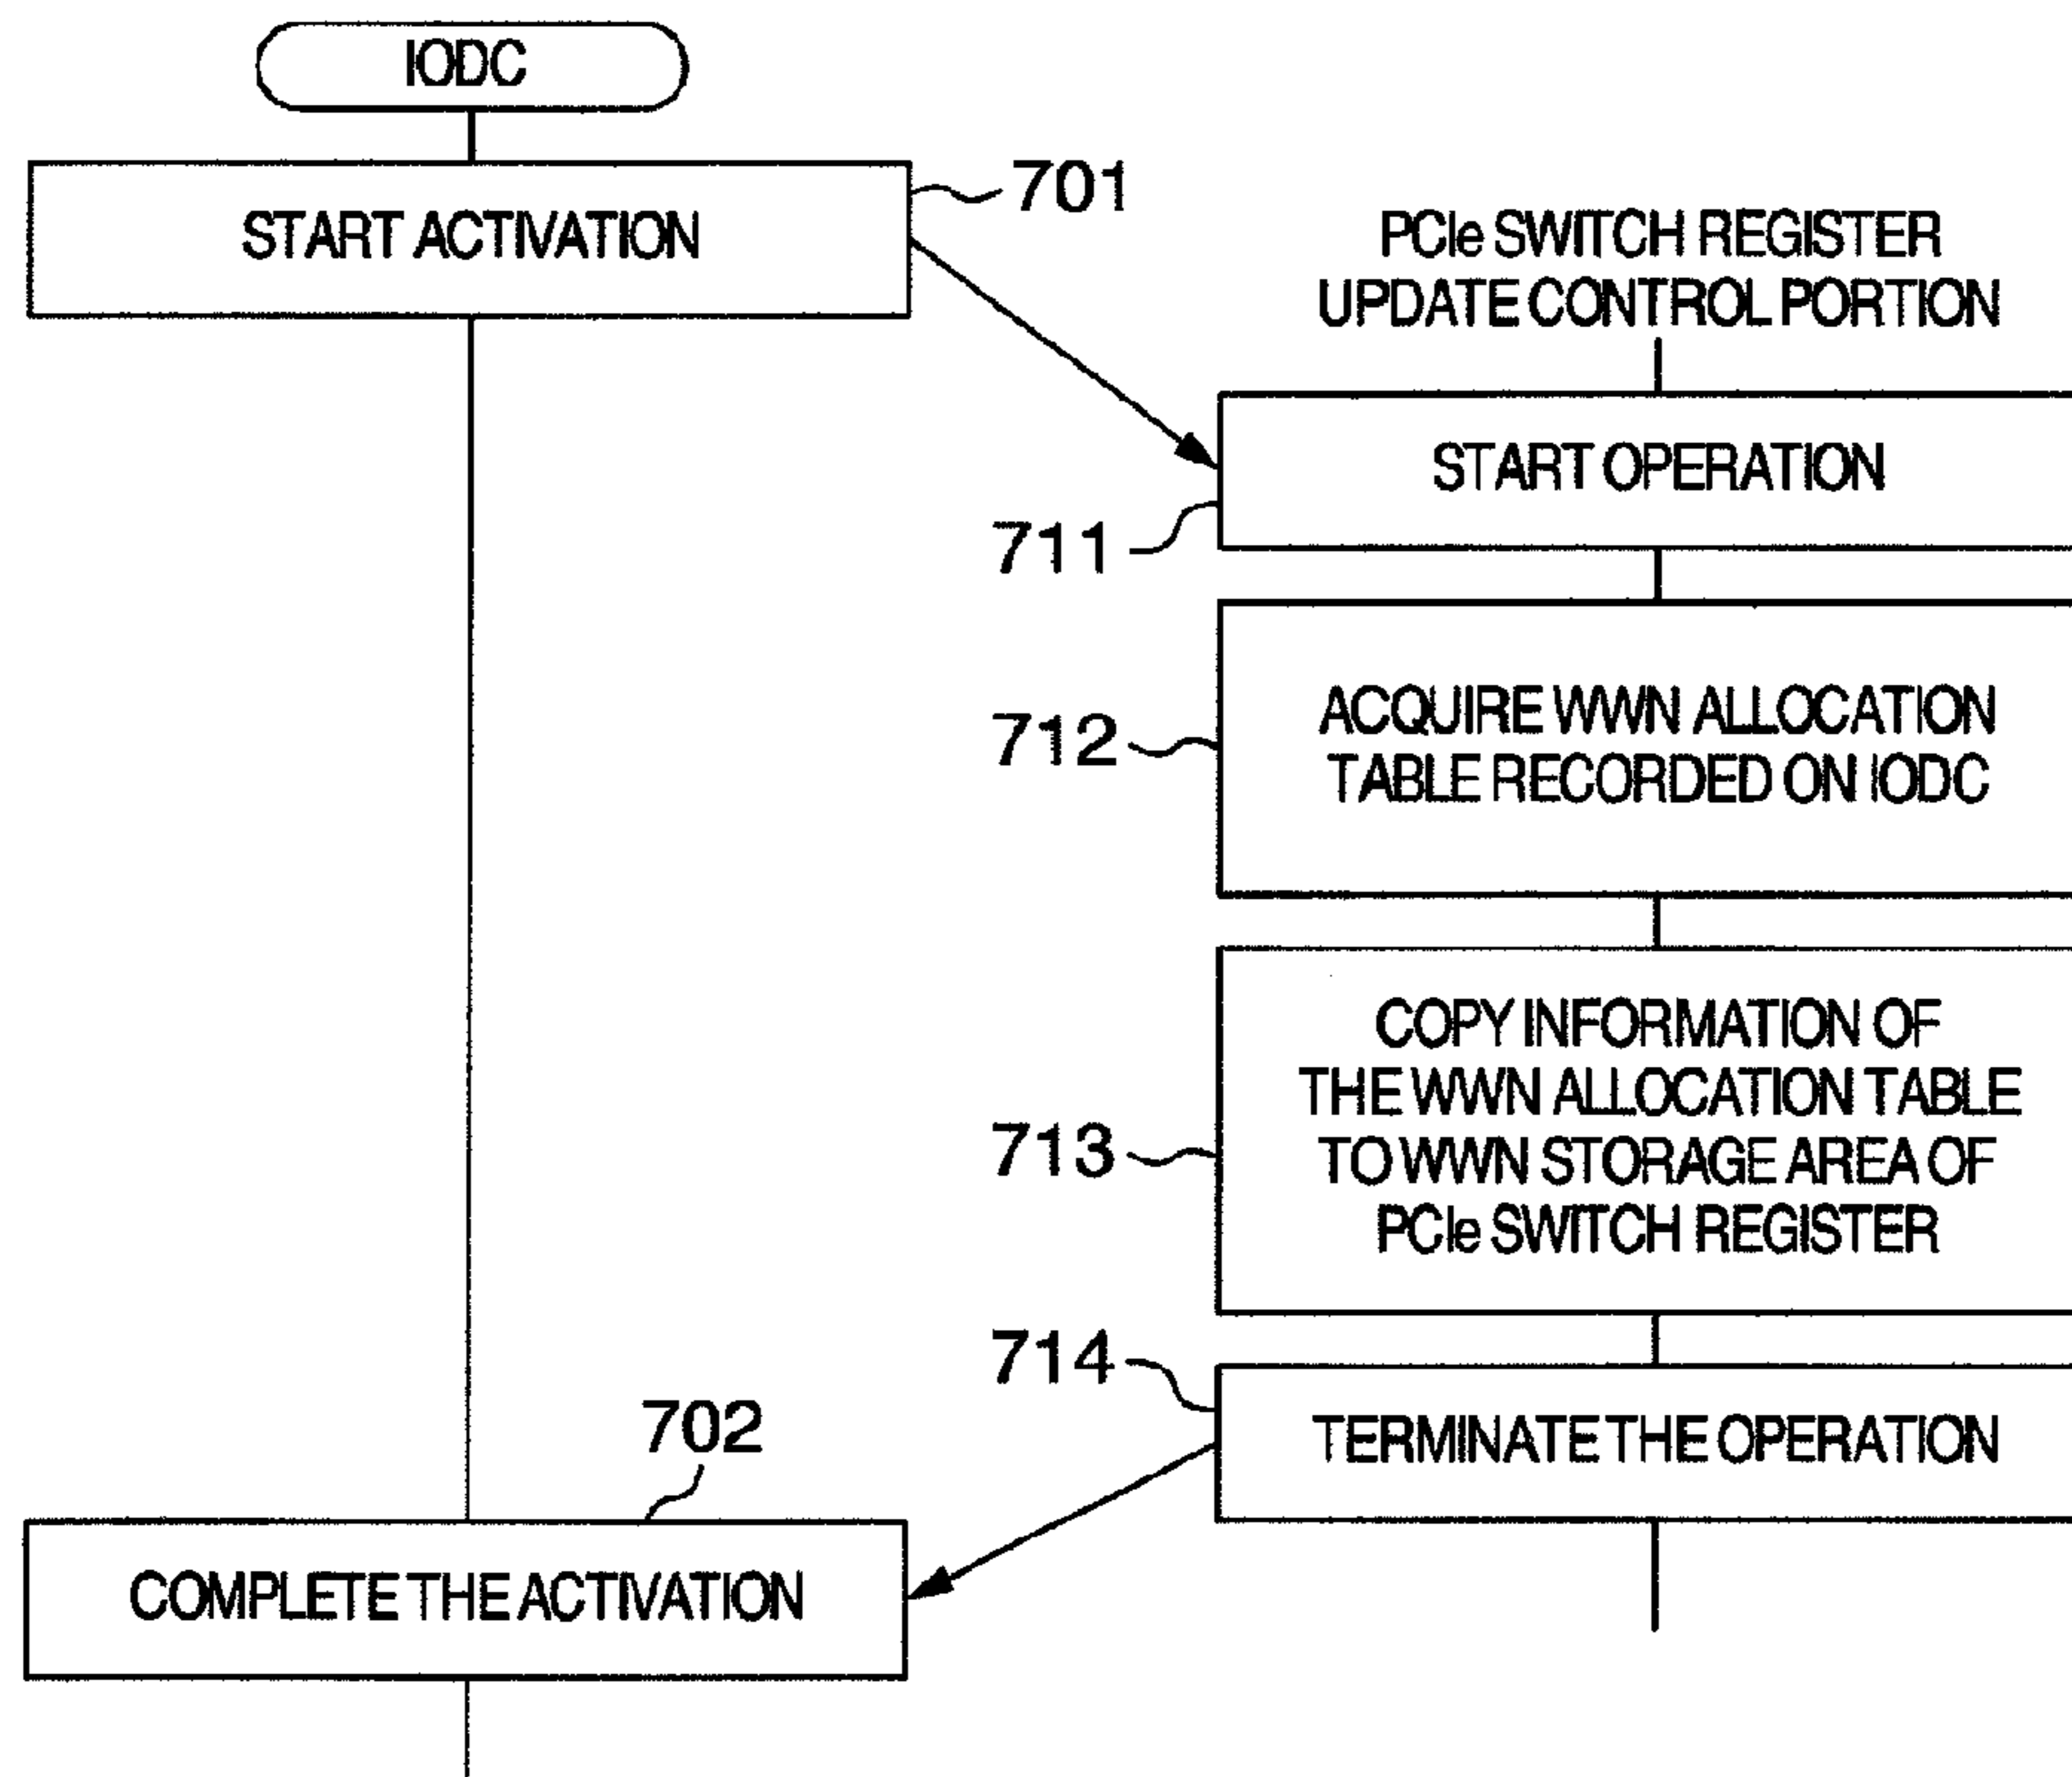 IODC
START ACTIVATION
701
PCIe SWITCH REGISTER
UPDATE CONTROL PORTION
START OPERATION
711
ACQUIRE WWN ALLOCATION
TABLE RECORDED ON IODC
712
COPY INFORMATION OF
THE WWN ALLOCATION TABLE
TO WWN STORAGE AREA OF
PCIe SWITCH REGISTER
713
714
TERMINATE THE OPERATION
702
COMPLETE THE ACTIVATION